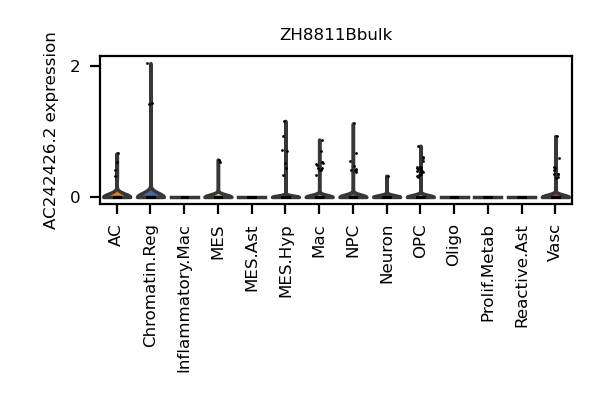 ZH8811Bbulk
AC242426.2 expression
2
0
AC
Chromatin.Reg
Inflammatory.Mac
MES
MES.Ast
MES.Hyp
Mac
NPC
Neuron
OPC
Oligo
Prolif.Metab
Reactive.Ast
Vasc